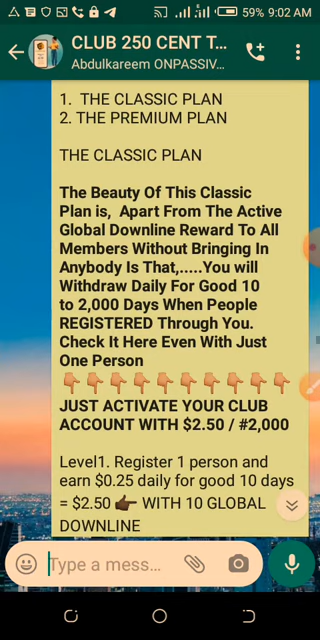 59% 9:02 AM
CLUB 250 CENT T...
Abdulkareem ONPASSIV...
1. THE CLASSIC PLAN
2. THE PREMIUM PLAN
THE CLASSIC PLAN
The Beauty Of This Classic
Plan is, Apart From The Active
Global Downline Reward To All
Members Without Bringing In
Anybody Is That,.....You will
Withdraw Daily For Good 10
to 2,000 Days When People
REGISTERED Through You.
Check It Here Even With Just
One Person
👇🏽👇🏽👇🏽👇🏽👇🏽👇🏽👇🏽👇🏽👇🏽👇🏽
JUST ACTIVATE YOUR CLUB
ACCOUNT WITH $2.50 / #2,000
Level1. Register 1 person and
earn $0.25 daily for good 10 days
= $2.50 👉🏿 WITH 10 GLOBAL
DOWNLINE
Type a mess...